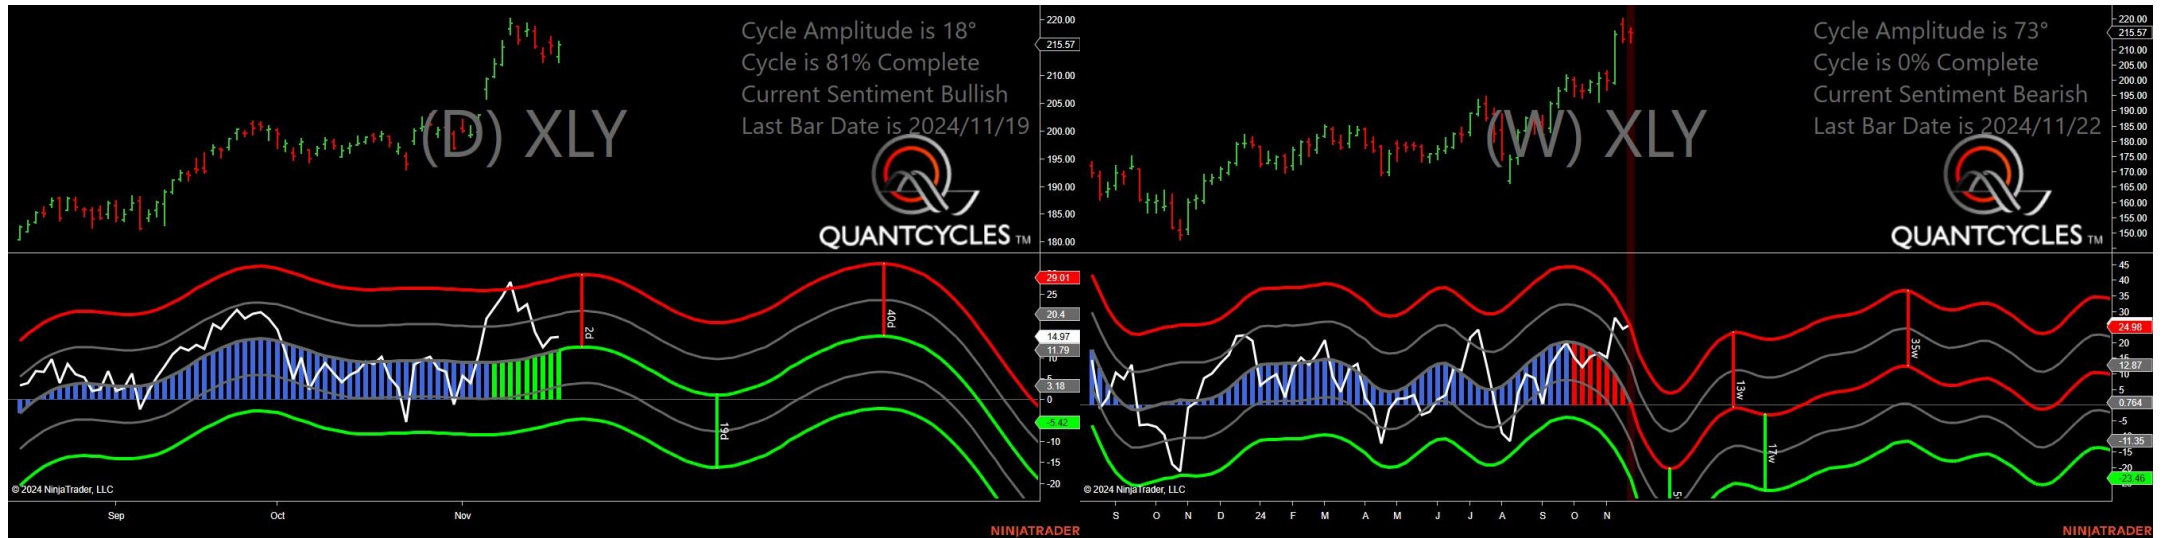 Cycle Amplitude is 18°
Cycle is 81% Complete
Current Sentiment Bullish
Last Bar Date is 2024/11/19
(D) XLY
QUANTCYCLES TM
220.00
215.57
210.00
205.00
200.00
195.00
190.00
185.00
180.00
29.01
25
20.4
14.97
11.79
10
5
3.18
0
-5.42
-10
-15
-20
2d
19d
40d
© 2024 NinjaTrader, LLC
Sep Oct Nov
NINJATRADER
Cycle Amplitude is 73°
Cycle is 0% Complete
Current Sentiment Bearish
Last Bar Date is 2024/11/22
(W) XLY
QUANTCYCLES TM
220.00
215.57
210.00
205.00
200.00
195.00
190.00
185.00
180.00
175.00
170.00
165.00
160.00
155.00
150.00
45
40
35
30
24.98
20
15
12.87
10
5
0.764
-5
-11.35
-15
-20
-23.46
5
13w
17w
35w
© 2024 NinjaTrader, LLC
S O N D 24 F M A M J J A S O N
NINJATRADER